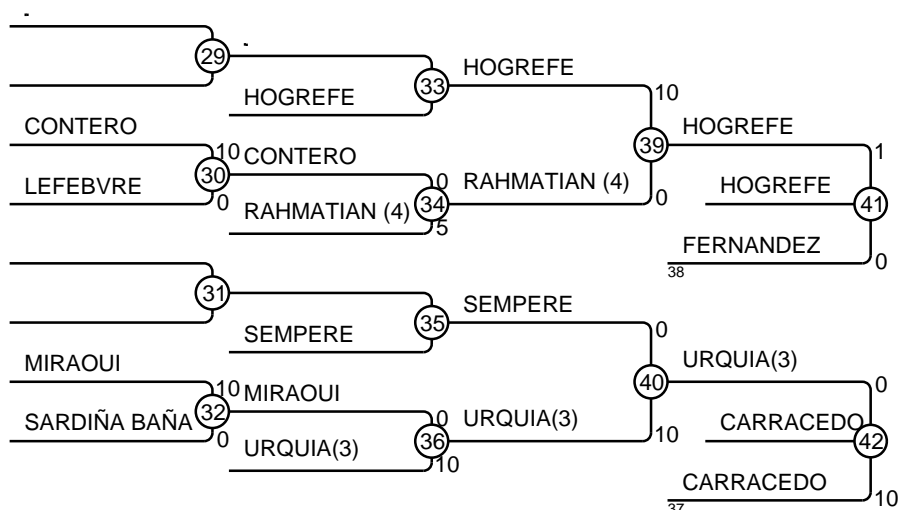 -
29
-
33
HOGREFE
HOGREFE
10
39
HOGREFE
CONTERO
10
30
CONTERO
LEFEBVRE
0
0
34
RAHMATIAN (4)
RAHMATIAN (4)
5
0
1
HOGREFE
41
FERNANDEZ
38
0
31
SEMPERE
35
SEMPERE
0
40
URQUIA(3)
MIRAOUI
10
32
MIRAOUI
SARDIÑA BAÑA
0
0
36
URQUIA(3)
URQUIA(3)
10
10
0
CARRACEDO
42
CARRACEDO
37
10